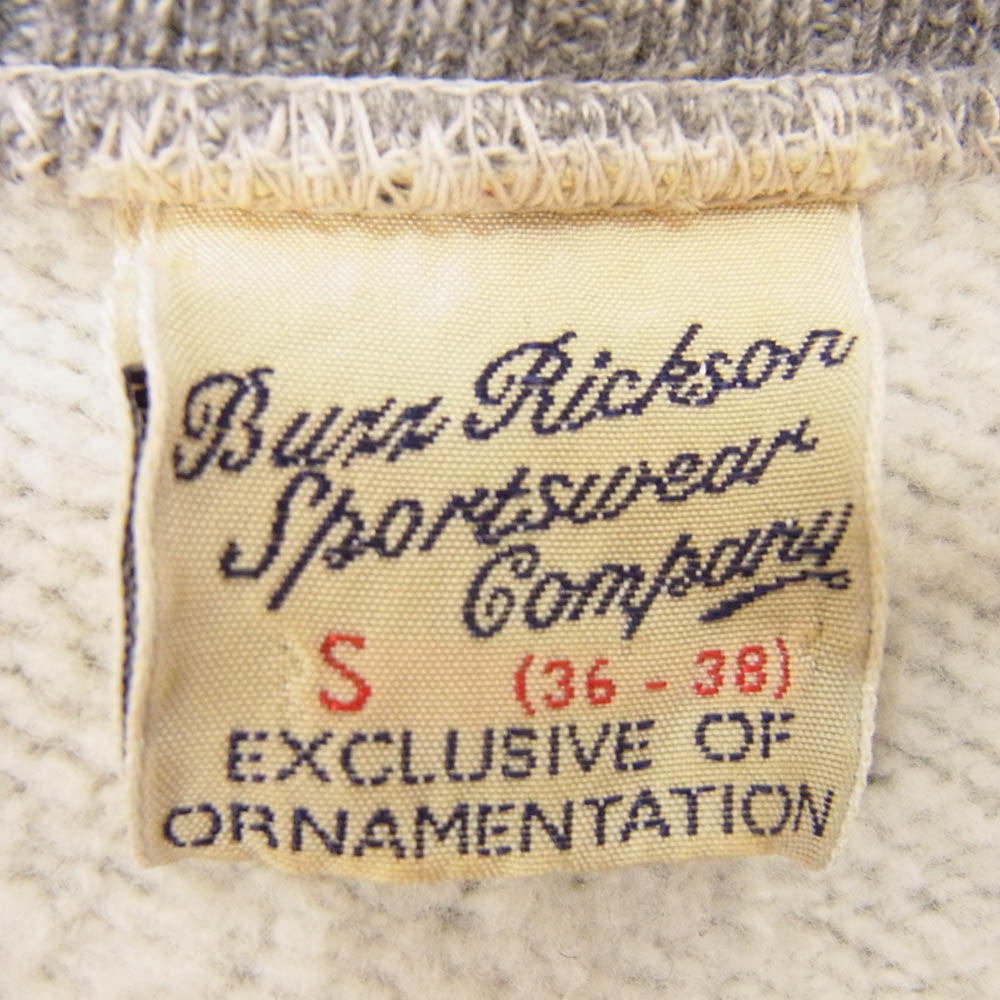 Buzz Rickson
Sportswear
Company
S (36 - 38)
EXCLUSIVE OF
ORNAMENTATION